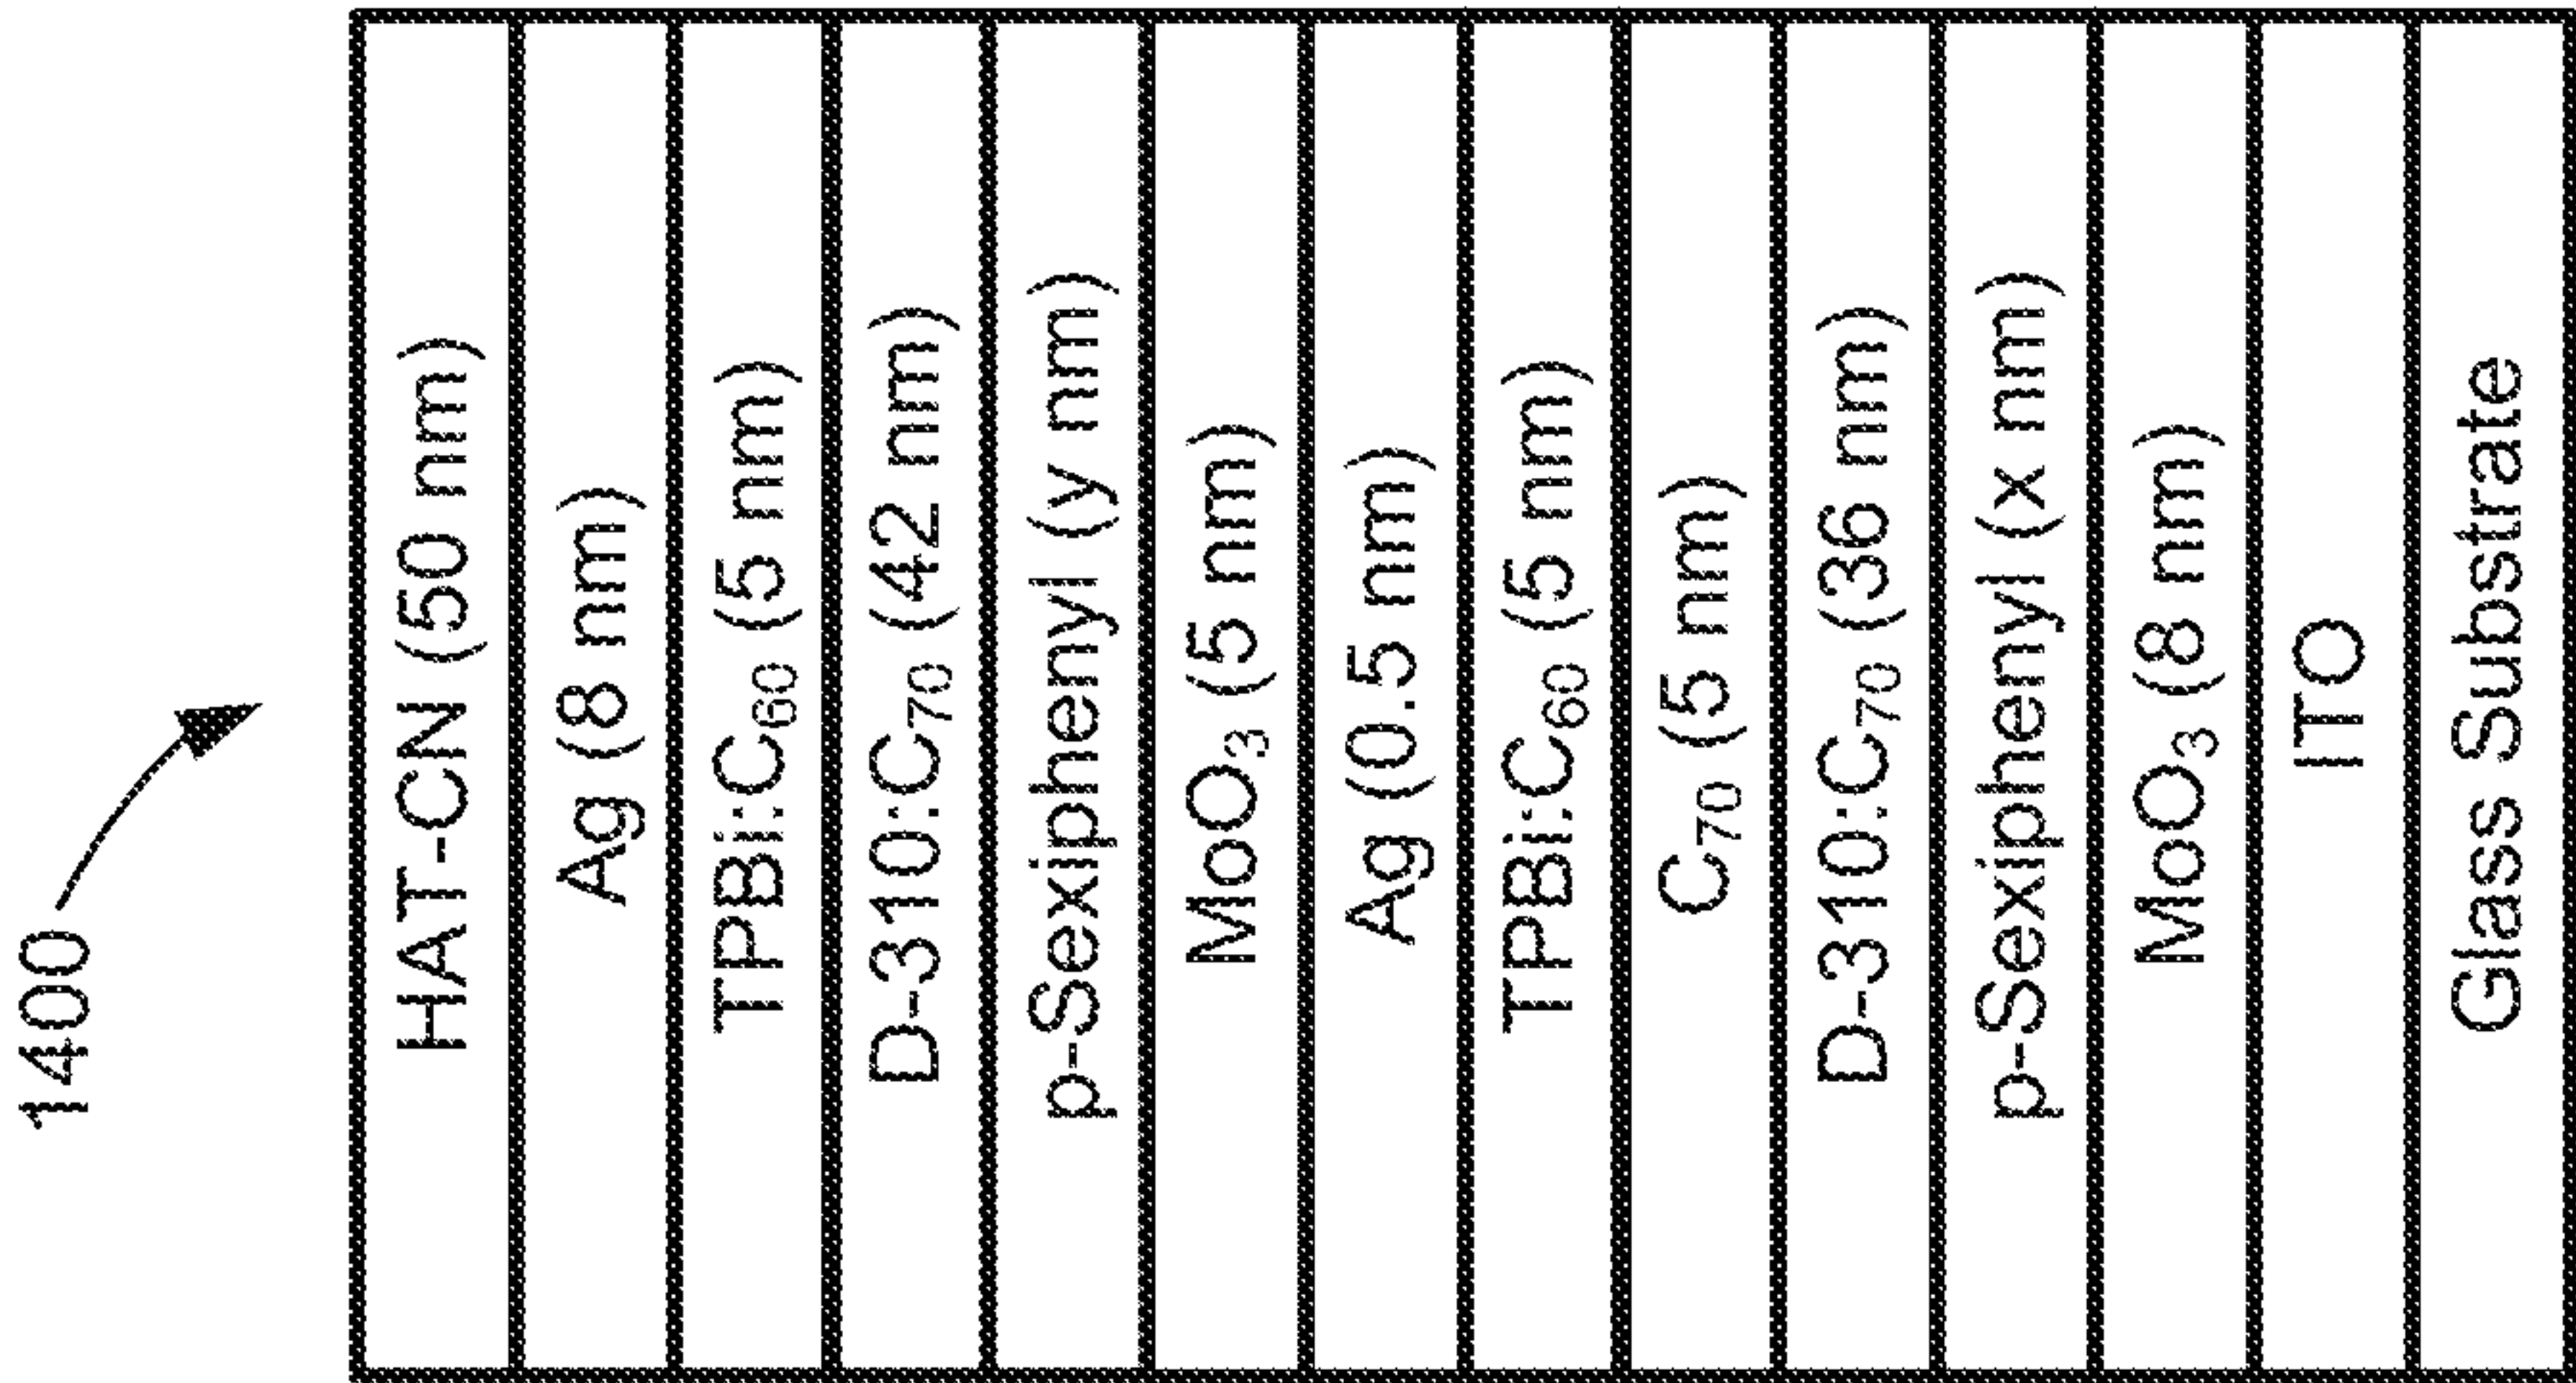 1400
HAT-CN (50 nm)
Ag (8 nm)
TPBi:C₆₀ (5 nm)
D-310:C₇₀ (42 nm)
p-Sexiphenyl (y nm)
MoO₃ (5 nm)
Ag (0.5 nm)
TPBi:C₆₀ (5 nm)
C₇₀ (5 nm)
D-310:C₇₀ (36 nm)
p-Sexiphenyl (x nm)
MoO₃ (8 nm)
ITO
Glass Substrate